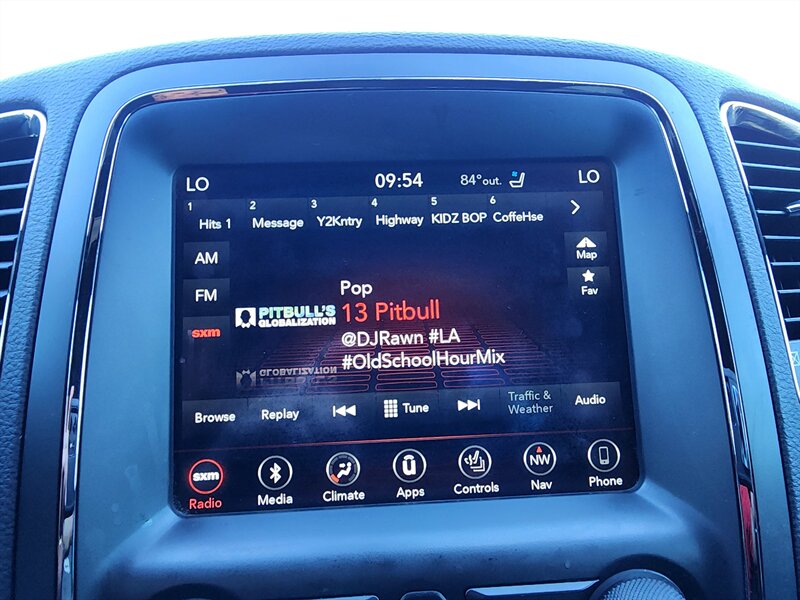 LO 09:54 84°out. LO
1 Hits 1 2 Message 3 Y2Kntry 4 Highway 5 KIDZ BOP 6 CoffeHse
AM
Map
FM
Fav
sxm
Pop
PITBULL'S
GLOBALIZATION
13 Pitbull
@DJRawn #LA
#OldSchoolHourMix
Browse Replay Tune Traffic & Weather Audio
sxm ū NW
Radio Media Climate Apps Controls Nav Phone